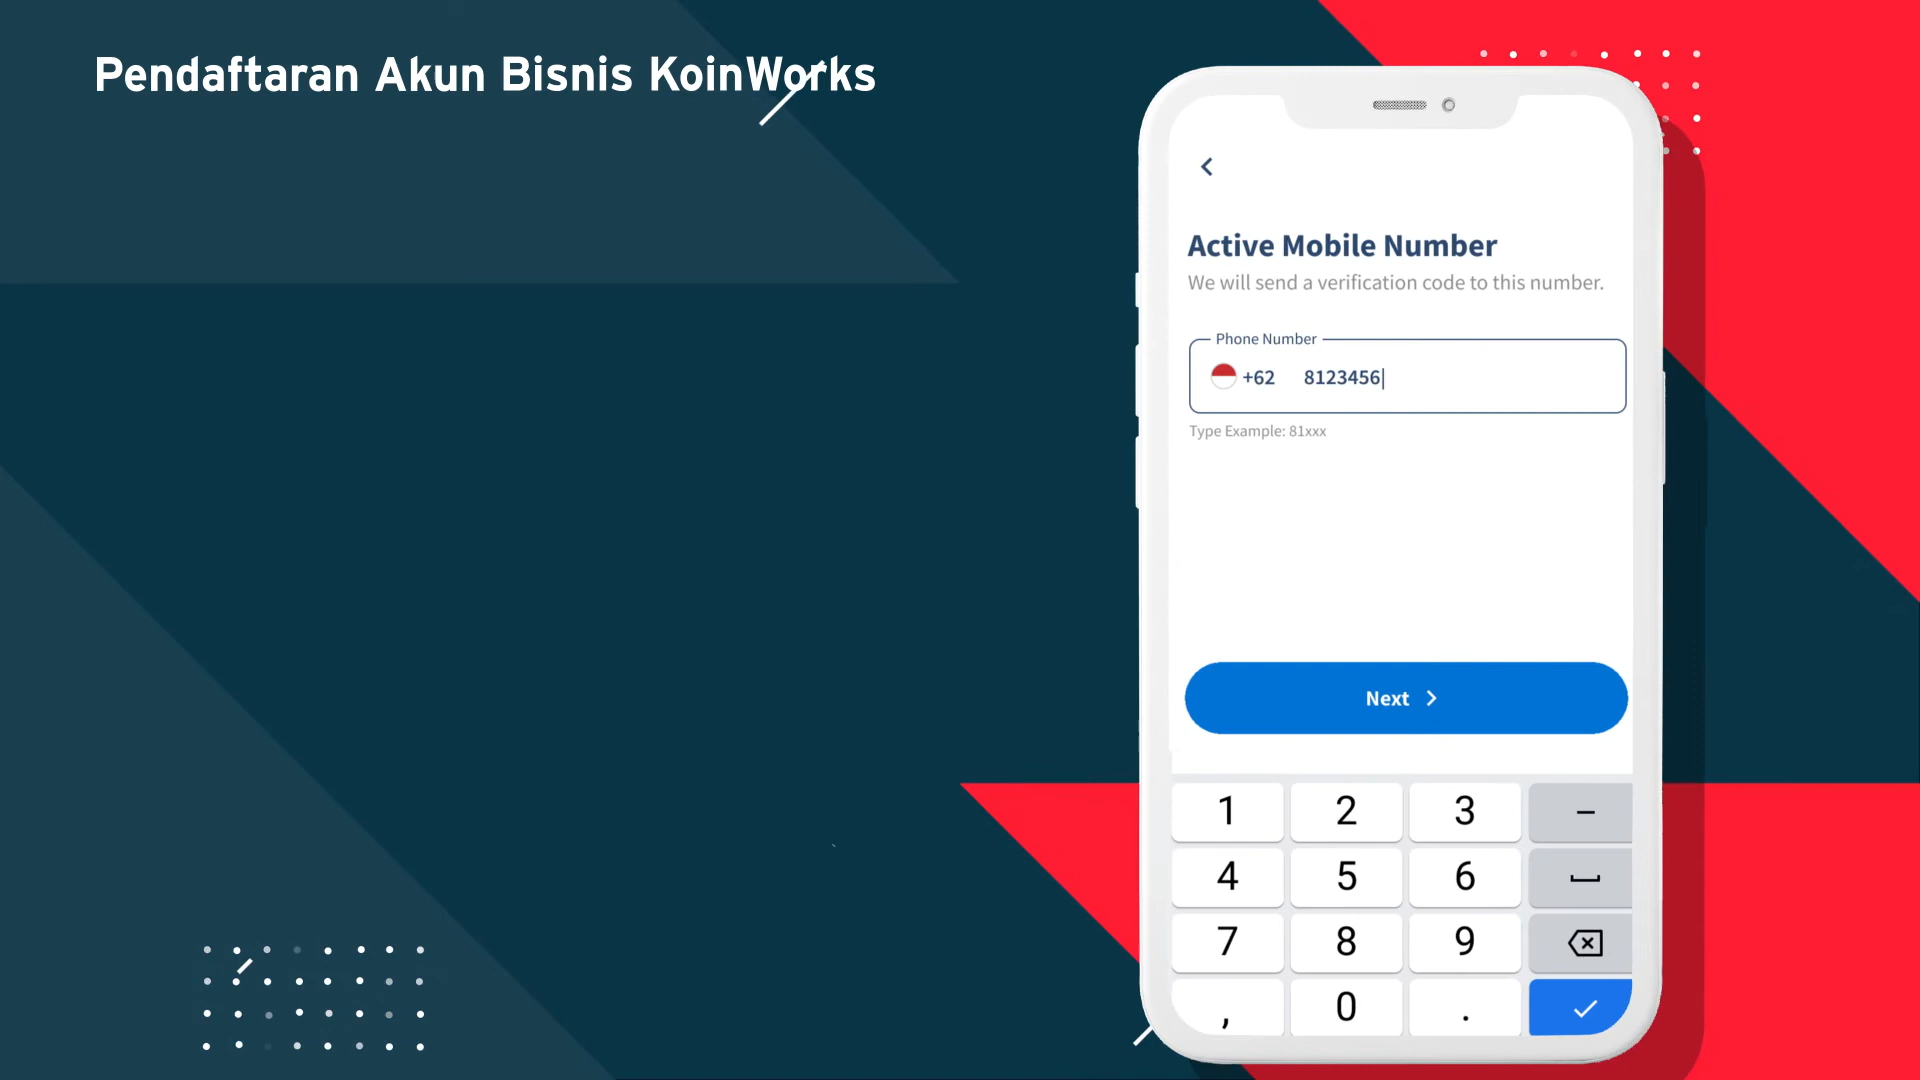 Pendaftaran Akun Bisnis KoinWorks
Active Mobile Number
We will send a verification code to this number.
Phone Number
+62 8123456
Type Example: 81xxx
Next
1 2 3 -
4 5 6
7 8 9
, 0 .